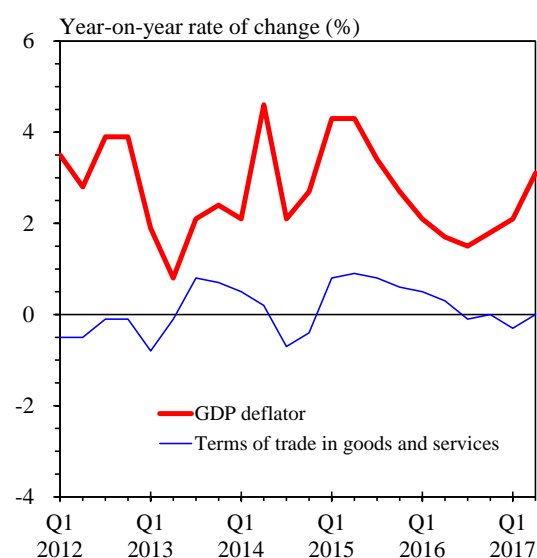 Year-on-year rate of change (%)
6
4
2
0
-2
-4
GDP deflator
Terms of trade in goods and services
Q1 Q1 Q1 Q1 Q1 Q1
2012 2013 2014 2015 2016 2017